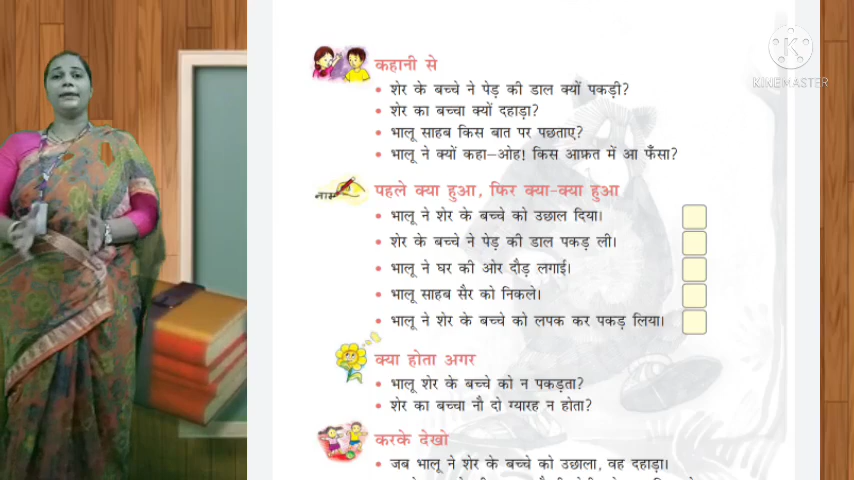 कहानी से
• शेर के बच्चे ने पेड़ की डाल क्यों पकड़ी?
• शेर का बच्चा क्यों दहाड़ा?
• भालू साहब किस बात पर पछताए?
• भालू ने क्यों कहा–ओह! किस आफ़त में आ फँसा?
नाम
पहले क्या हुआ, फिर क्या-क्या हुआ
• भालू ने शेर के बच्चे को उछाल दिया।
• शेर के बच्चे ने पेड़ की डाल पकड़ ली।
• भालू ने घर की ओर दौड़ लगाई।
• भालू साहब सैर को निकले।
• भालू ने शेर के बच्चे को लपक कर पकड़ लिया।
क्या होता अगर
• भालू शेर के बच्चे को न पकड़ता?
• शेर का बच्चा नौ दो ग्यारह न होता?
करके देखो
• जब भालू ने शेर के बच्चे को उछाला, वह दहाड़ा।
K
KINEMASTER